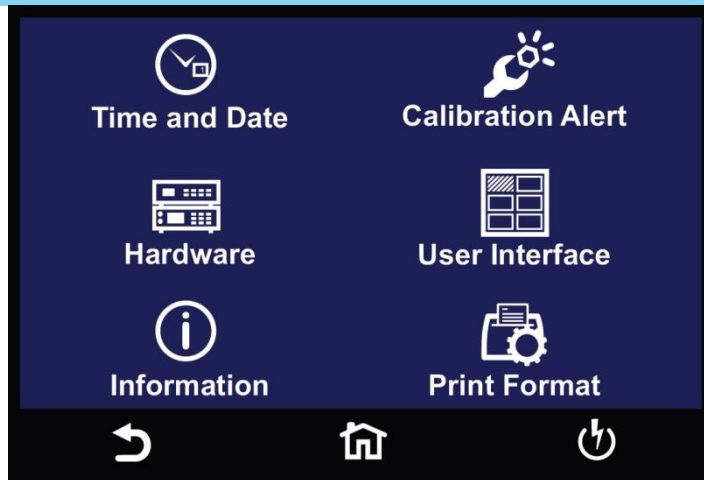 Time and Date
Calibration Alert
Hardware
User Interface
Information
Print Format